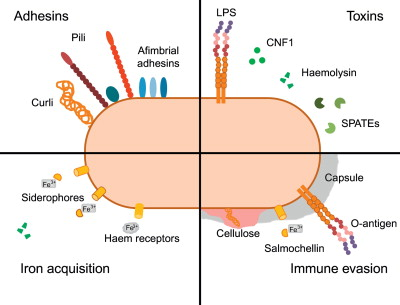 Adhesins
LPS
Toxins
Pili
CNF1
Afimbrial
adhesins
Haemolysin
Curli
SPATEs
Capsule
Fe³⁺
Siderophores
Fe³⁺
O-antigen
Fe²⁺
Fe³⁺
Haem receptors
Cellulose
Salmochellin
Iron acquisition
Immune evasion